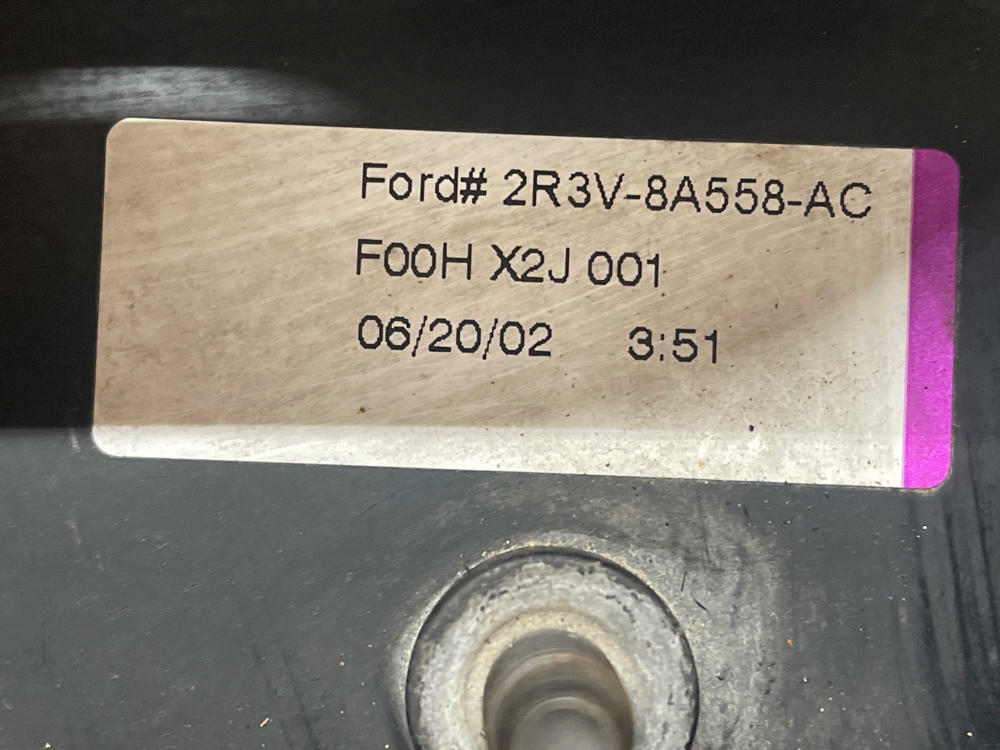 Ford# 2R3V-8A558-AC
F00H X2J 001
06/20/02 3:51